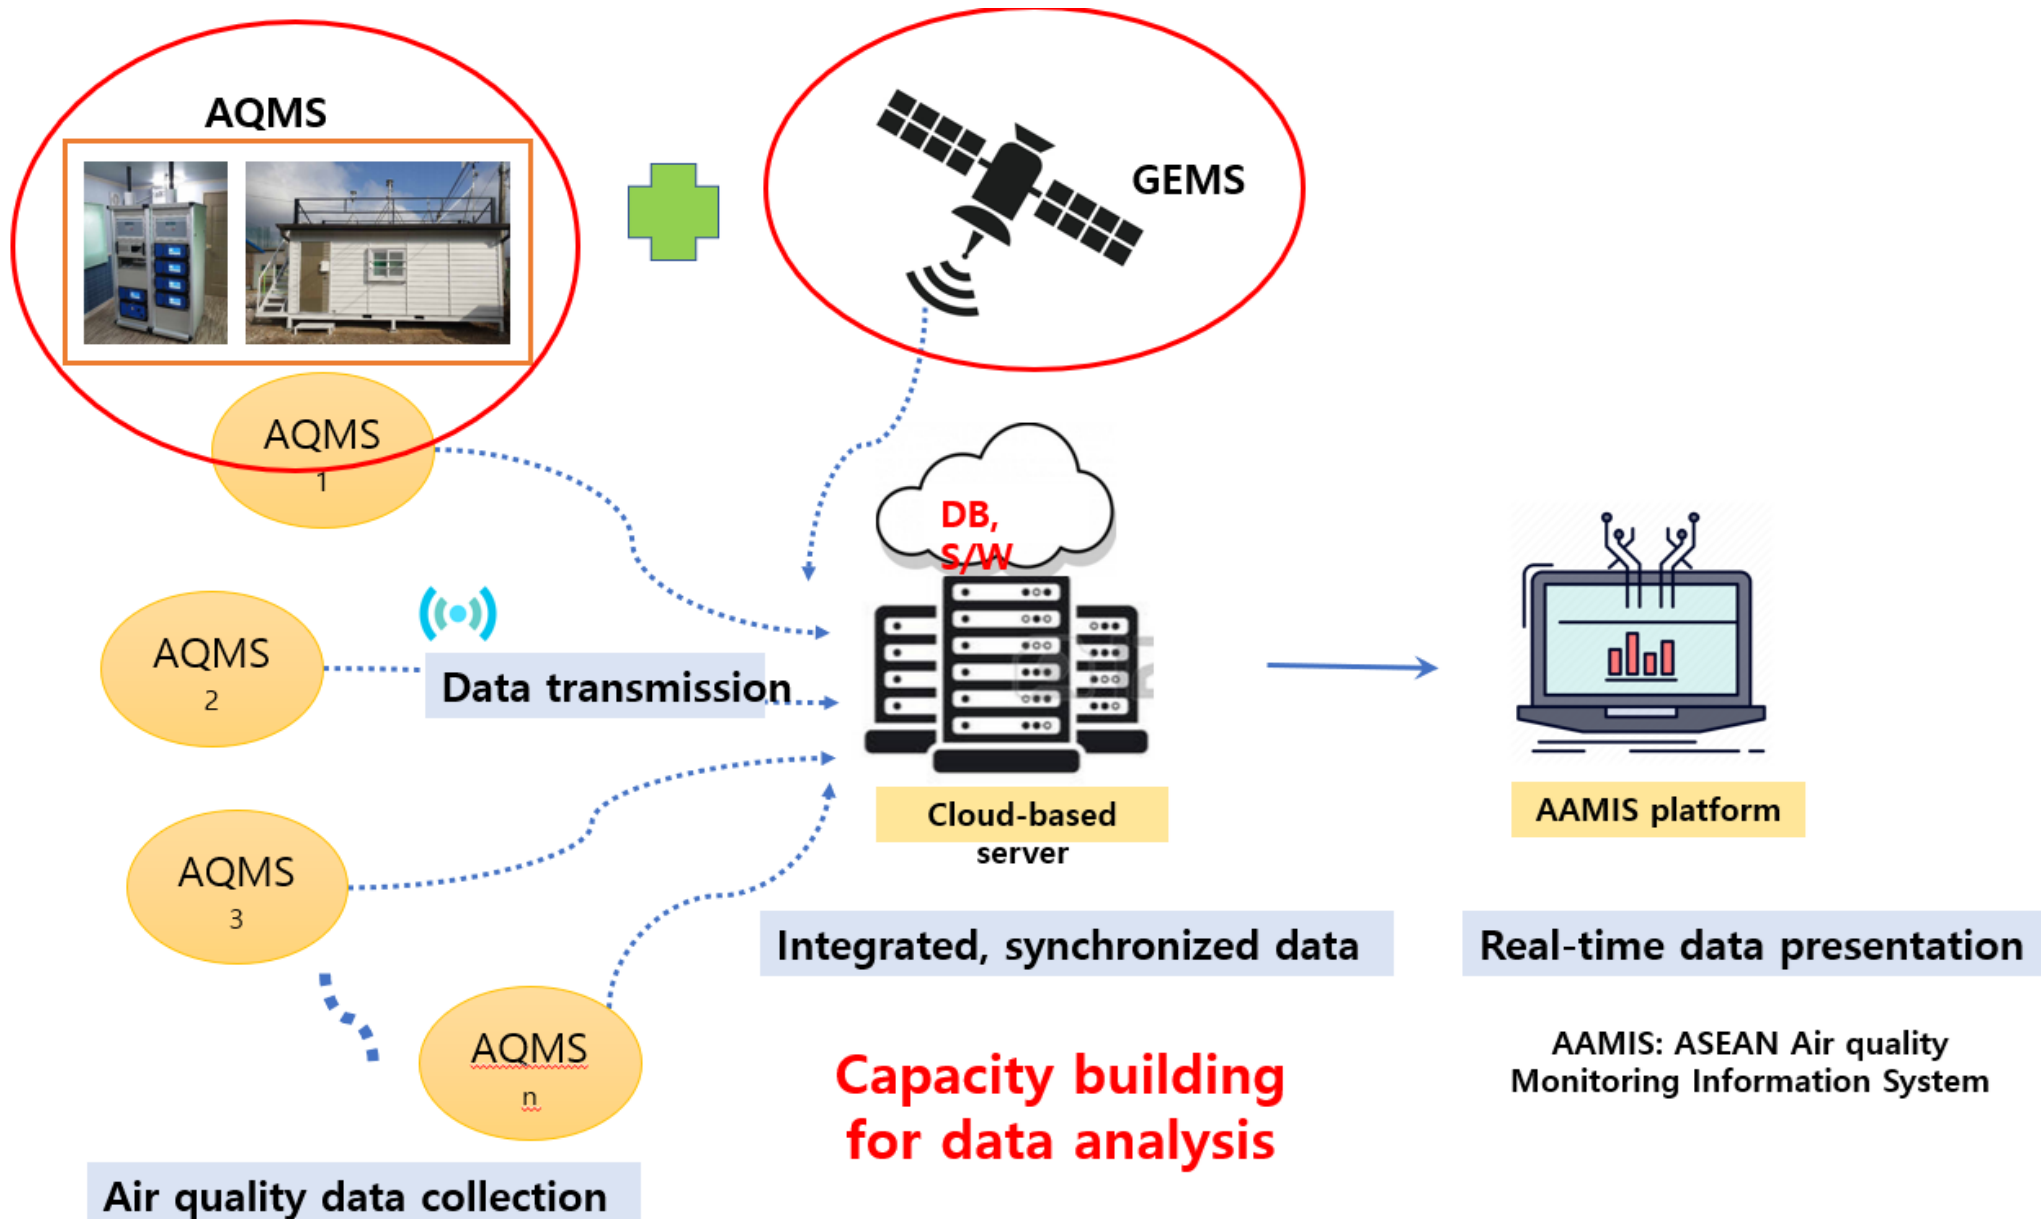 AQMS
GEMS
AQMS
1
DB,
S/W
AQMS
2
Data transmission
AQMS
3
Cloud-based
server
AAMIS platform
Integrated, synchronized data
Real-time data presentation
AQMS
n
Capacity building
for data analysis
AAMIS: ASEAN Air quality
Monitoring Information System
Air quality data collection